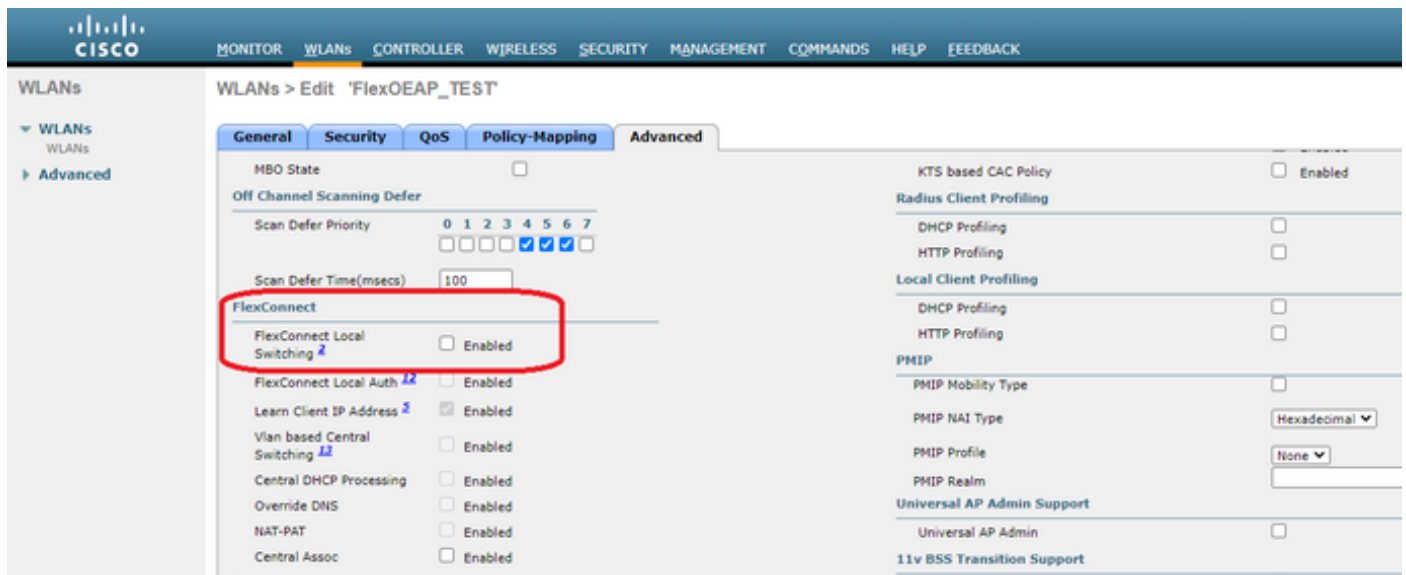 CISCO
MONITOR WLANs CONTROLLER WIRELESS SECURITY MANAGEMENT COMMANDS HELP FEEDBACK
WLANs
WLANs
WLANs
Advanced
WLANs > Edit 'FlexOEAP_TEST'
General Security QoS Policy-Mapping Advanced
MBO State
Off Channel Scanning Defer
Scan Defer Priority 0 1 2 3 4 5 6 7
Scan Defer Time(msecs) 100
FlexConnect
FlexConnect Local
Switching 2 Enabled
FlexConnect Local Auth 12 Enabled
Learn Client IP Address 5 Enabled
Vlan based Central
Switching 13 Enabled
Central DHCP Processing Enabled
Override DNS Enabled
NAT-PAT Enabled
Central Assoc Enabled
KTS based CAC Policy Enabled
Radius Client Profiling
DHCP Profiling
HTTP Profiling
Local Client Profiling
DHCP Profiling
HTTP Profiling
PMIP
PMIP Mobility Type
PMIP NAI Type Hexadecimal
PMIP Profile None
PMIP Realm
Universal AP Admin Support
Universal AP Admin
11v BSS Transition Support